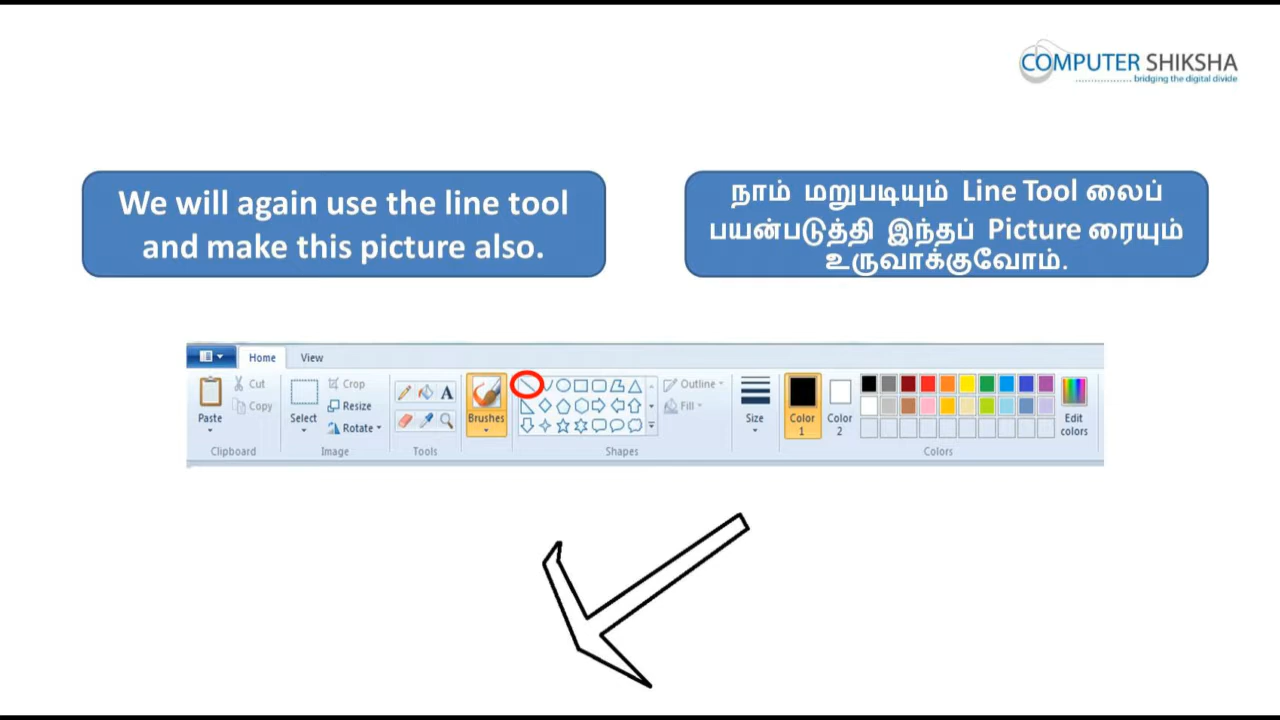 COMPUTER SHIKSHA
bridging the digital divide
We will again use the line tool
and make this picture also.
நாம் மறுபடியும் Line Tool லைப்
பயன்படுத்தி இந்தப் Picture ரையும்
உருவாக்குவோம்.
Home View
Paste
Cut
Copy
Clipboard
Select
Crop
Resize
Rotate
Image
A
Tools
Brushes
Outline
Fill
Shapes
Size
Color
1
Color
2
Edit
colors
Colors